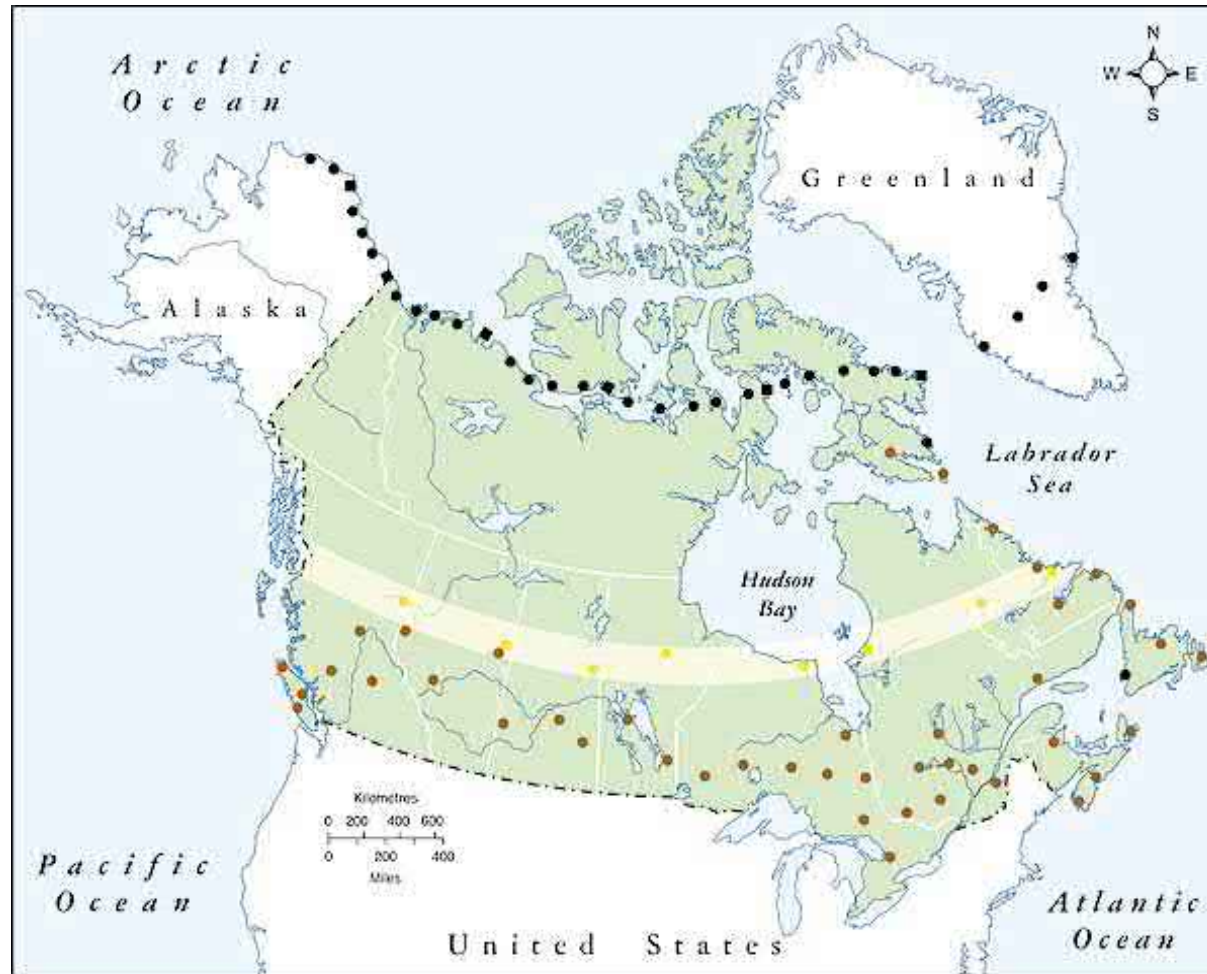 Arctic
Ocean
N
W E
S
Greenland
Alaska
Labrador
Sea
Hudson
Bay
Kilometres
0 200 400 600
0 200 400
Miles
Pacific
Ocean
Atlantic
Ocean
United States